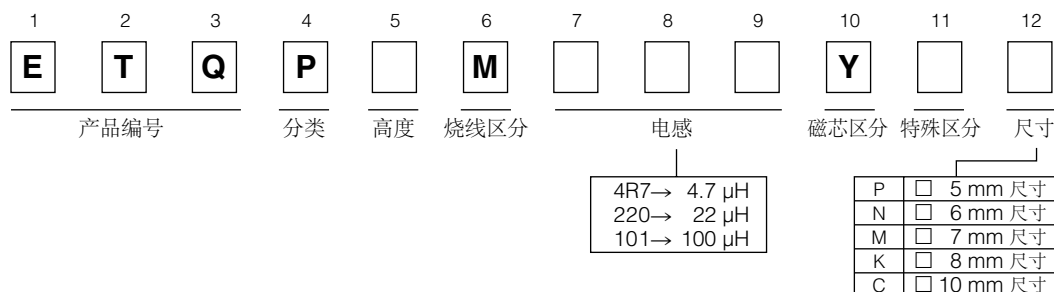 1 2 3 4 5 6 7 8 9 10 11 12
E T Q P M Y
产品编号 分类 高度 烧线区分 电感 磁芯区分 特殊区分 尺寸
4R7→ 4.7 μH
220→ 22 μH
101→ 100 μH
P □ 5 mm 尺寸
N □ 6 mm 尺寸
M □ 7 mm 尺寸
K □ 8 mm 尺寸
C □ 10 mm 尺寸